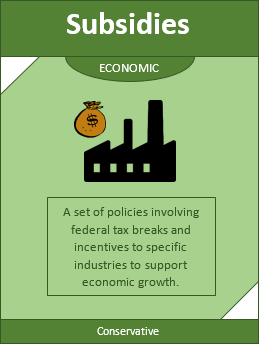 Subsidies
ECONOMIC
$
A set of policies involving
federal tax breaks and
incentives to specific
industries to support
economic growth.
Conservative